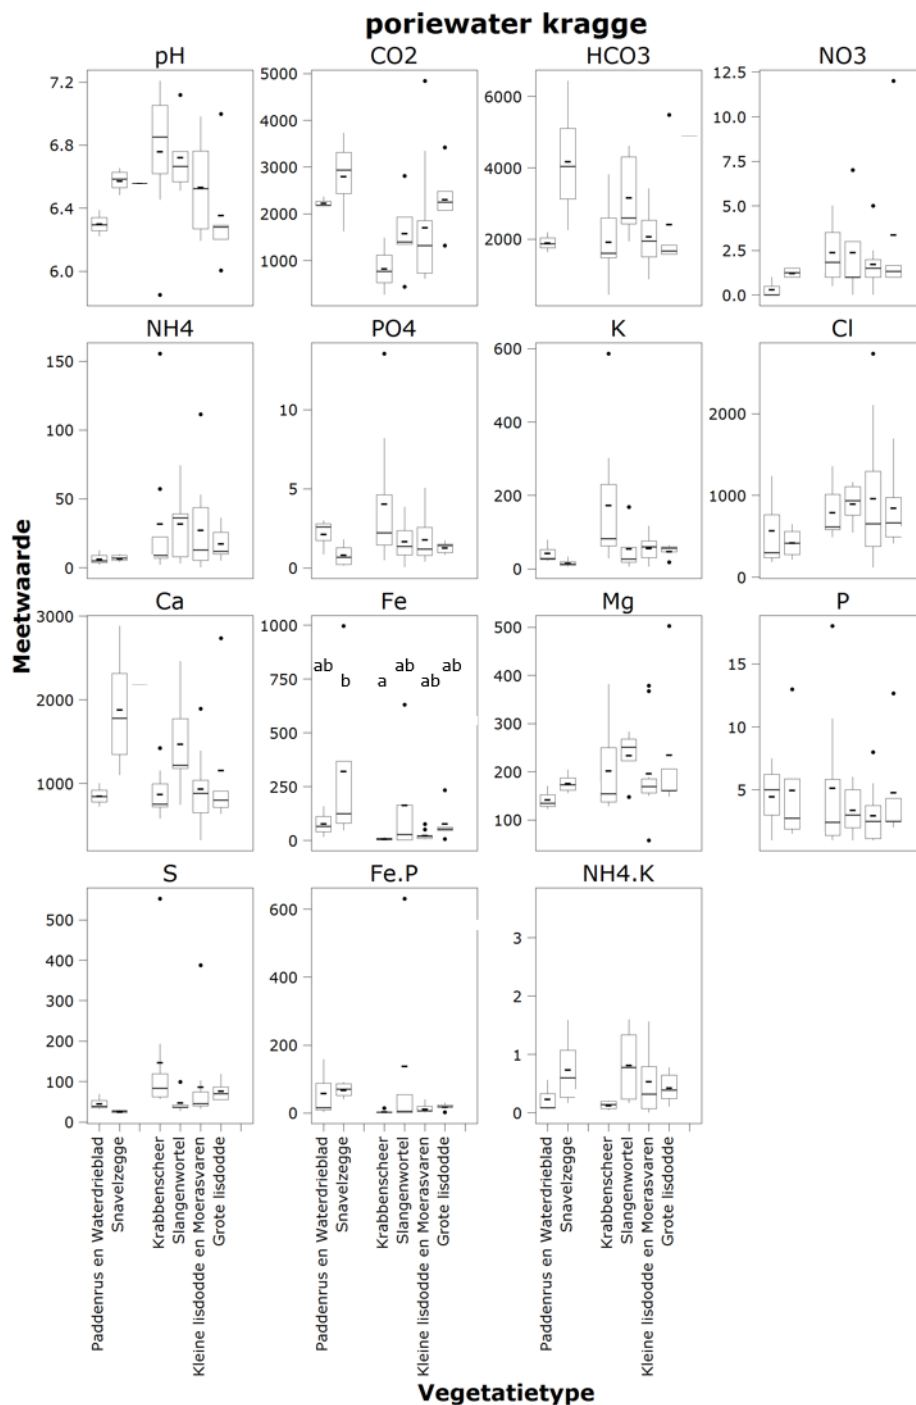 poriewater kragge
pH CO2 HCO3 NO3
7.2 6.8 6.4 6.0
5000 4000 3000 2000 1000
6000 4000 2000
12.5 10.0 7.5 5.0 2.5 0.0
NH4 PO4 K Cl
150 100 50 0
10 5 0
600 400 200 0
2000 1000 0
Ca Fe Mg P
3000 2000 1000
1000 750 500 250 0
ab b a ab ab ab
500 400 300 200 100
15 10 5
S Fe.P NH4.K
500 400 300 200 100 0
600 400 200 0
3 2 1 0
Meetwaarde
Paddenrus en Waterdrieblad
Snavelzegge
Krabbenscheer
Slangenwortel
Kleine lisdodde en Moerasvaren
Grote lisdodde
Paddenrus en Waterdrieblad
Snavelzegge
Krabbenscheer
Slangenwortel
Kleine lisdodde en Moerasvaren
Grote lisdodde
Paddenrus en Waterdrieblad
Snavelzegge
Krabbenscheer
Slangenwortel
Kleine lisdodde en Moerasvaren
Grote lisdodde
Vegetatietype